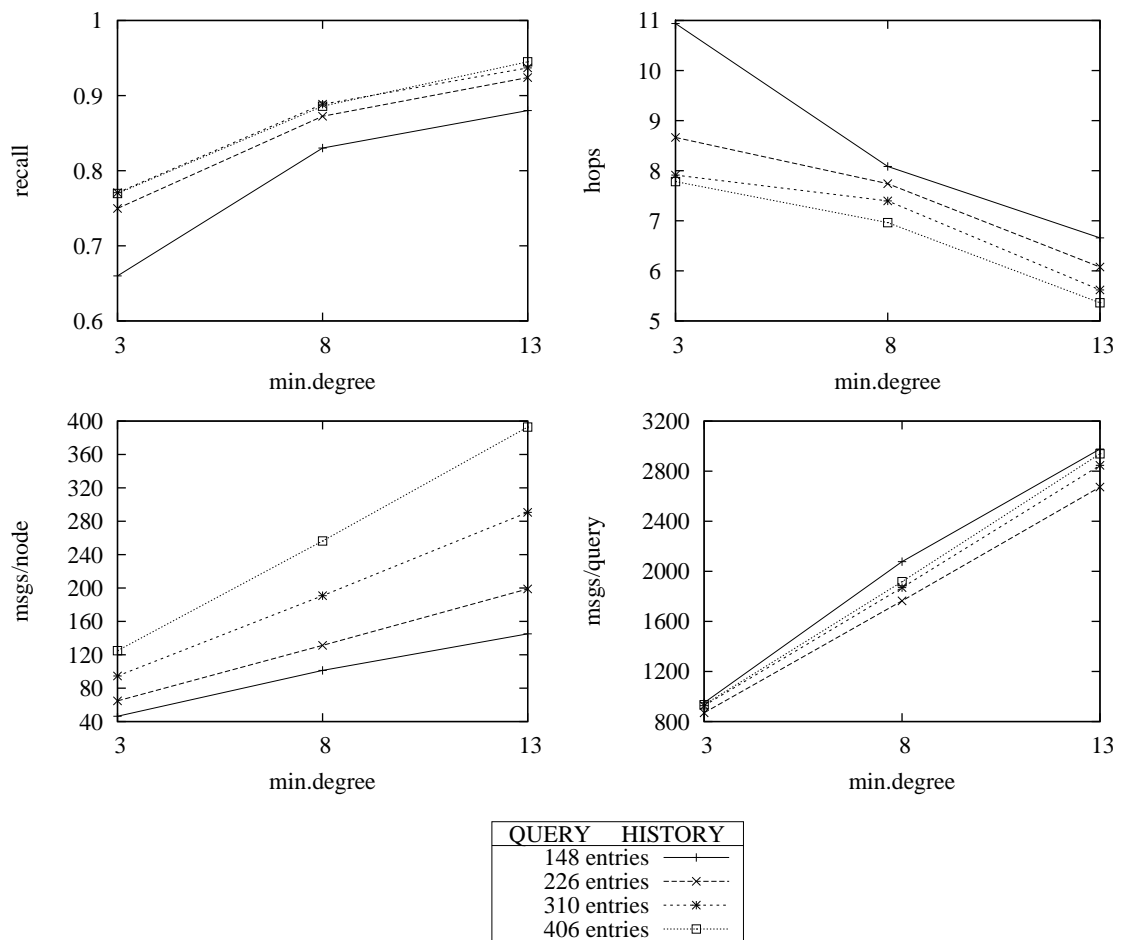 1
0.9
0.8
0.7
0.6
recall
3 8 13
min.degree
11
10
9
8
7
6
5
hops
3 8 13
min.degree
400
360
320
280
240
200
160
120
80
40
msgs/node
3 8 13
min.degree
3200
2800
2400
2000
1600
1200
800
msgs/query
3 8 13
min.degree
QUERY HISTORY
148 entries
226 entries
310 entries
406 entries